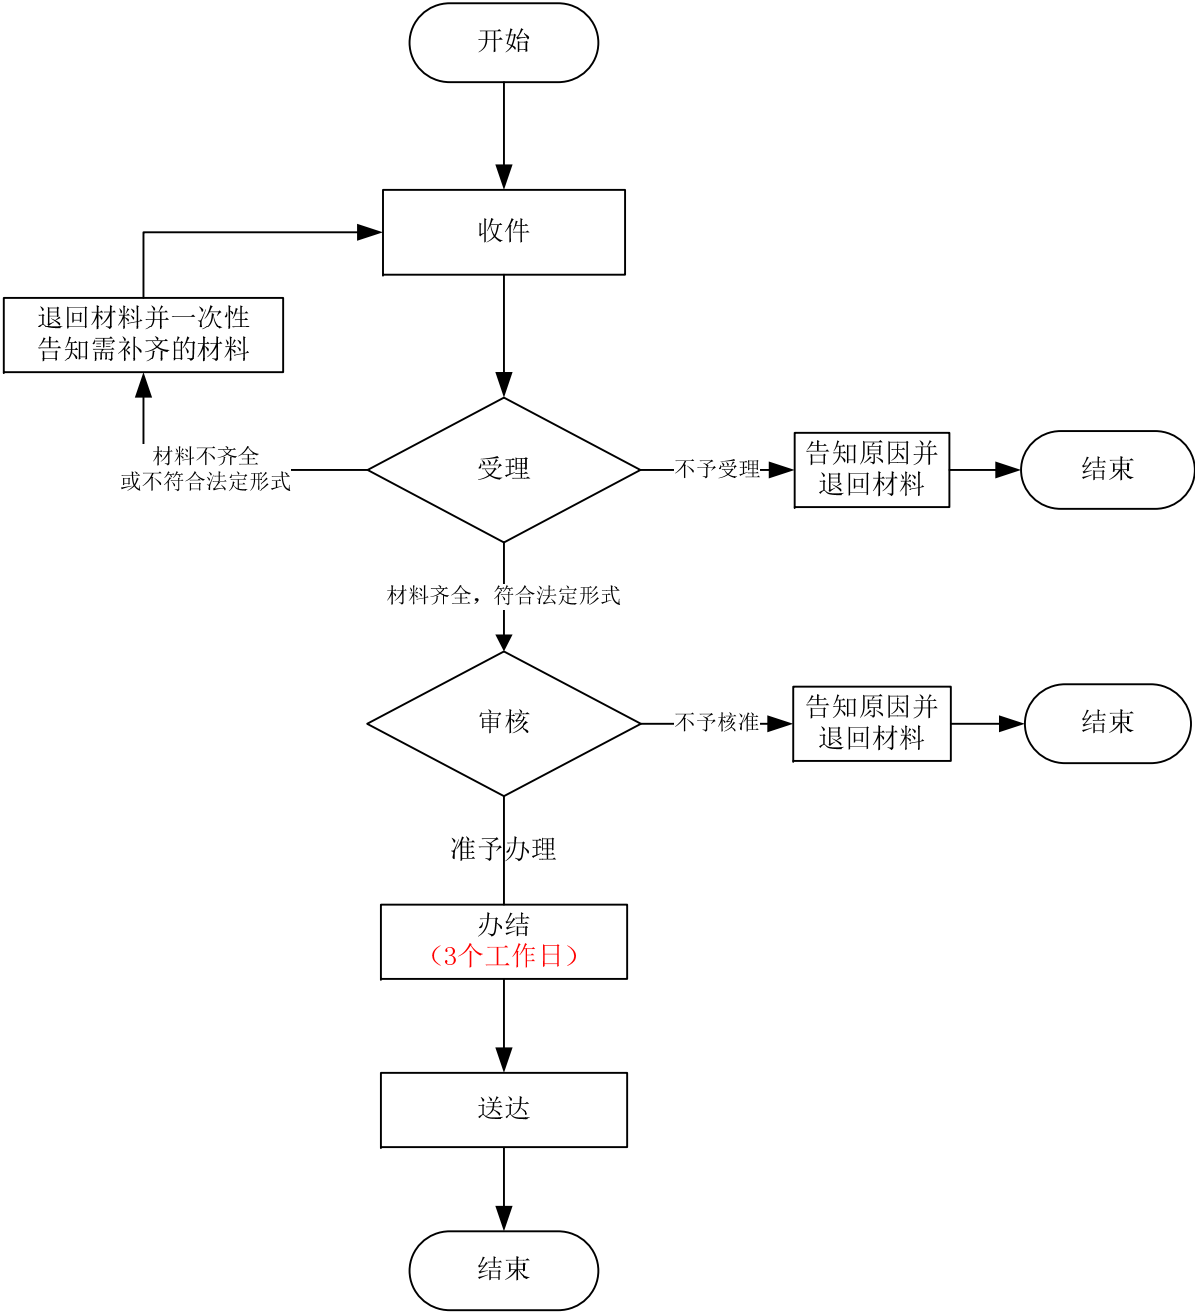 开始
收件
退回材料并一次性
告知需补齐的材料
材料不齐全
或不符合法定形式
受理
不予受理
告知原因并
退回材料
结束
材料齐全，符合法定形式
审核
不予核准
告知原因并
退回材料
结束
准予办理
办结
（3个工作日）
送达
结束